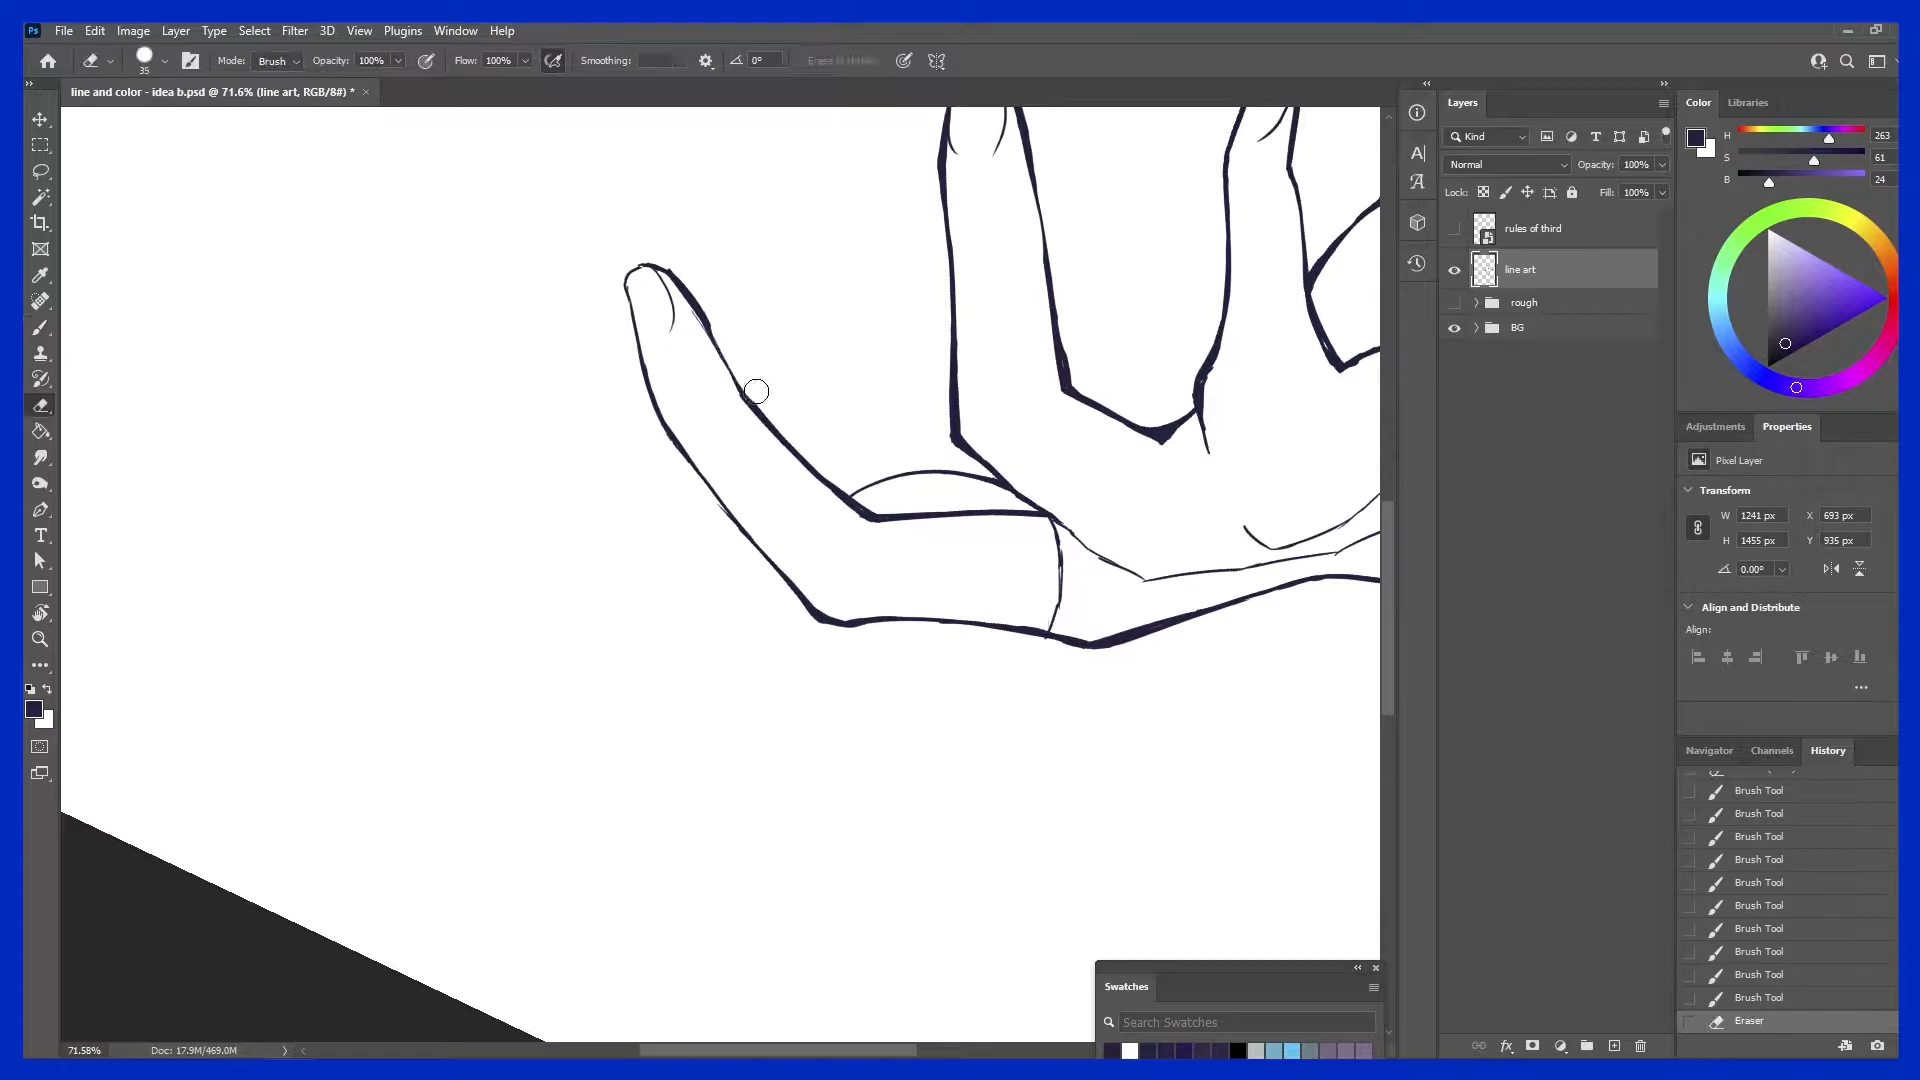 Ps File Edit Image Layer Type Select Filter 3D View Plugins Window Help
35 Mode: Brush Opacity: 100% Flow: 100% Smoothing: 0°
line and color - idea b.psd @ 71.6% (line art, RGB/8#) * ×
Layers
Kind
Normal Opacity: 100%
Lock: Fill: 100%
rules of third
line art
rough
BG
Color Libraries
H 263
S 61
B 24
Adjustments Properties
Pixel Layer
Transform
W 1241 px X 693 px
H 1455 px Y 935 px
0.00°
Align and Distribute
Align:
Navigator Channels History
Brush Tool
Brush Tool
Brush Tool
Brush Tool
Brush Tool
Brush Tool
Brush Tool
Brush Tool
Brush Tool
Brush Tool
Eraser
Swatches
Search Swatches
71.58% Doc: 17.9M/469.0M